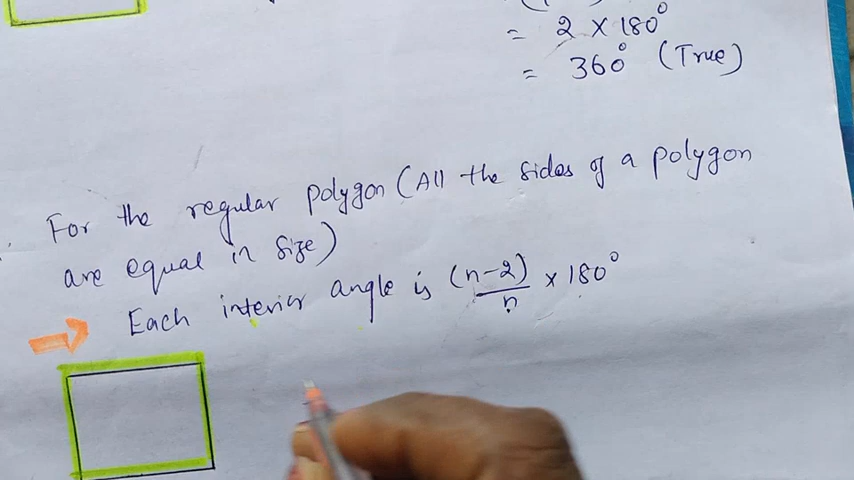 = 2 × 180°
= 360° (True)
For the regular polygon (All the sides of a polygon
are equal in size)
Each interior angle is (n-2)/n × 180°